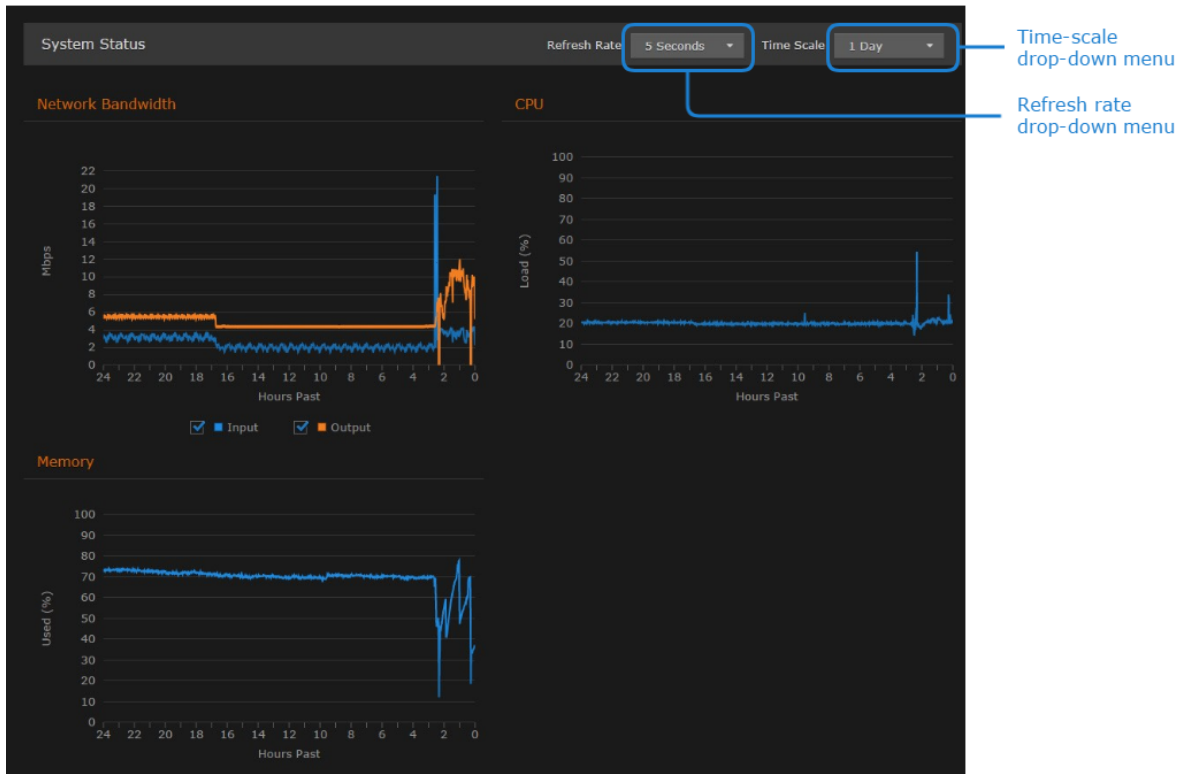 System Status
Refresh Rate 5 Seconds Time Scale 1 Day
Time-scale
drop-down menu
Refresh rate
drop-down menu
Network Bandwidth
22
20
18
16
14
12
10
8
6
4
2
0
Mbps
24 22 20 18 16 14 12 10 8 6 4 2 0
Hours Past
Input Output
CPU
100
90
80
70
60
50
40
30
20
10
0
Load (%)
24 22 20 18 16 14 12 10 8 6 4 2 0
Hours Past
Memory
100
90
80
70
60
50
40
30
20
10
0
Used (%)
24 22 20 18 16 14 12 10 8 6 4 2 0
Hours Past